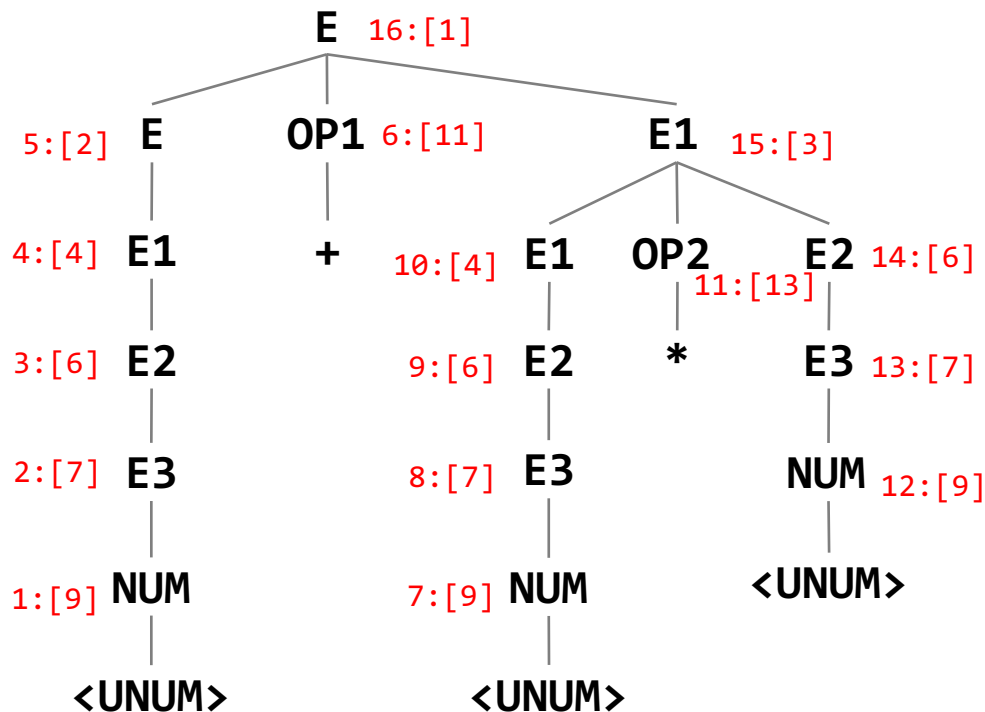 E 16:[1]
5:[2] E OP1 6:[11] E1 15:[3]
4:[4] E1 + 10:[4] E1 OP2 11:[13] E2 14:[6]
3:[6] E2 9:[6] E2 * E3 13:[7]
2:[7] E3 8:[7] E3 NUM 12:[9]
1:[9] NUM 7:[9] NUM <UNUM>
<UNUM> <UNUM>